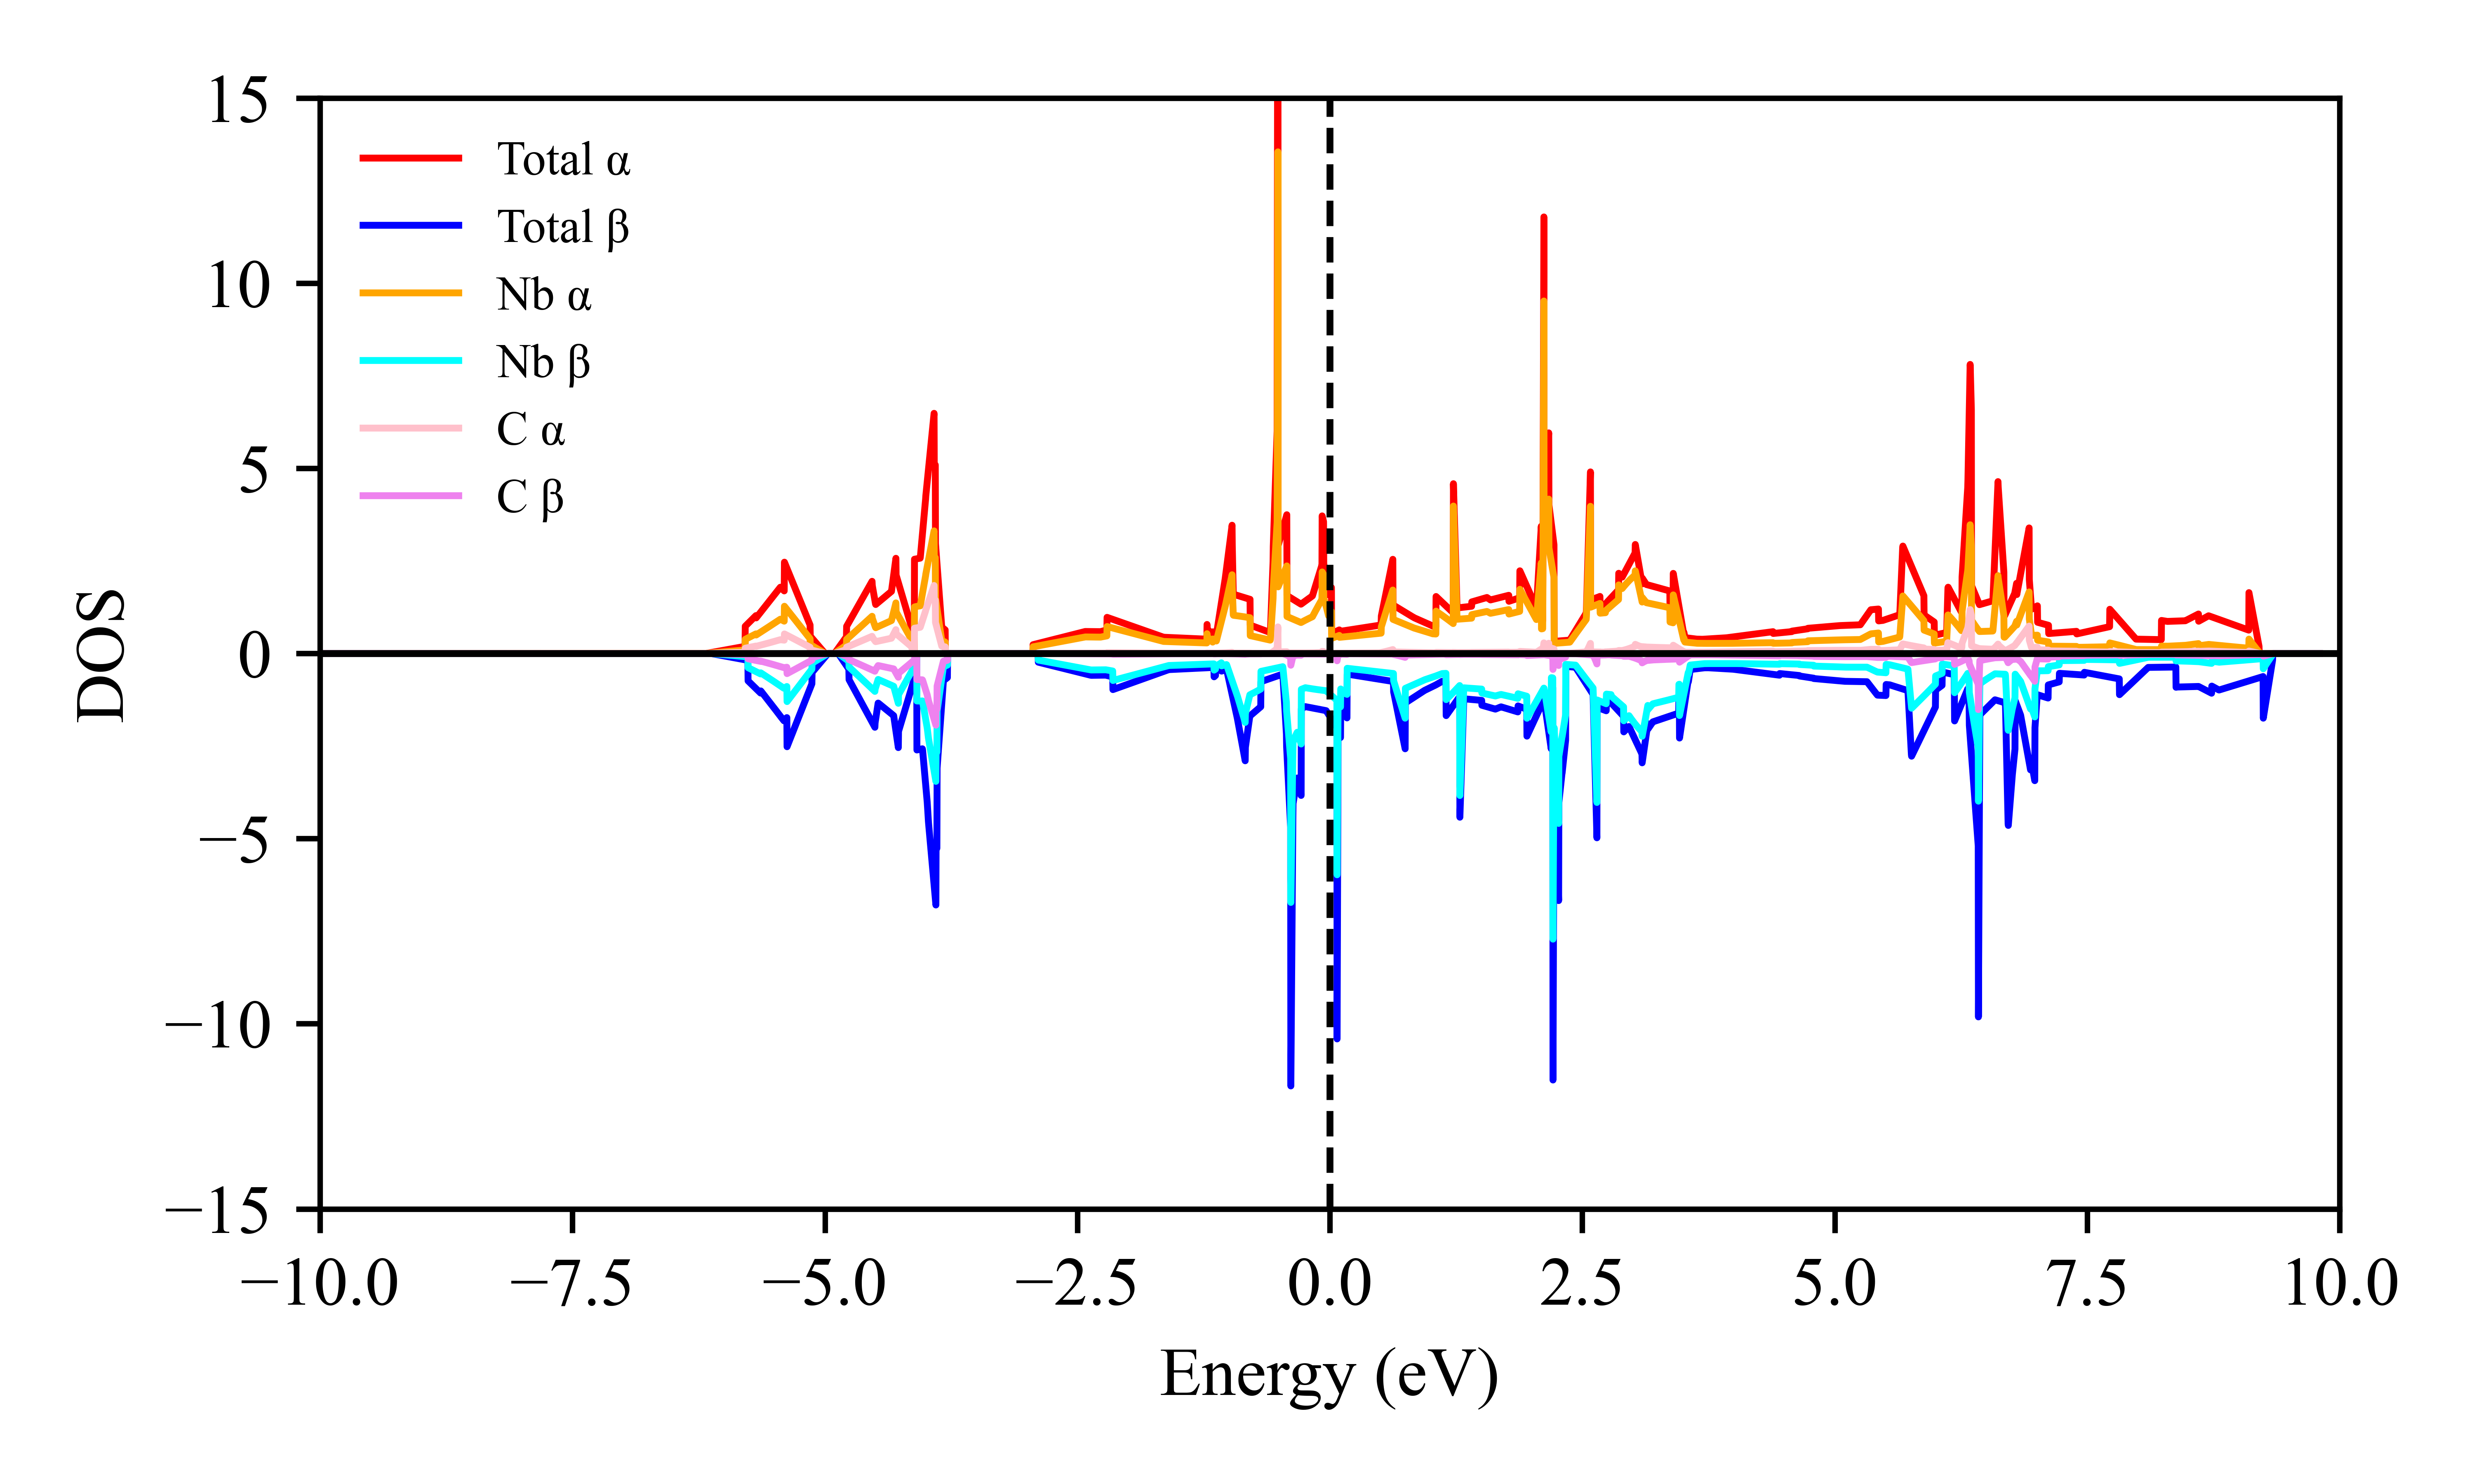 15
10
5
0
−5
−10
−15
DOS
Total α
Total β
Nb α
Nb β
C α
C β
−10.0 −7.5 −5.0 −2.5 0.0 2.5 5.0 7.5 10.0
Energy (eV)